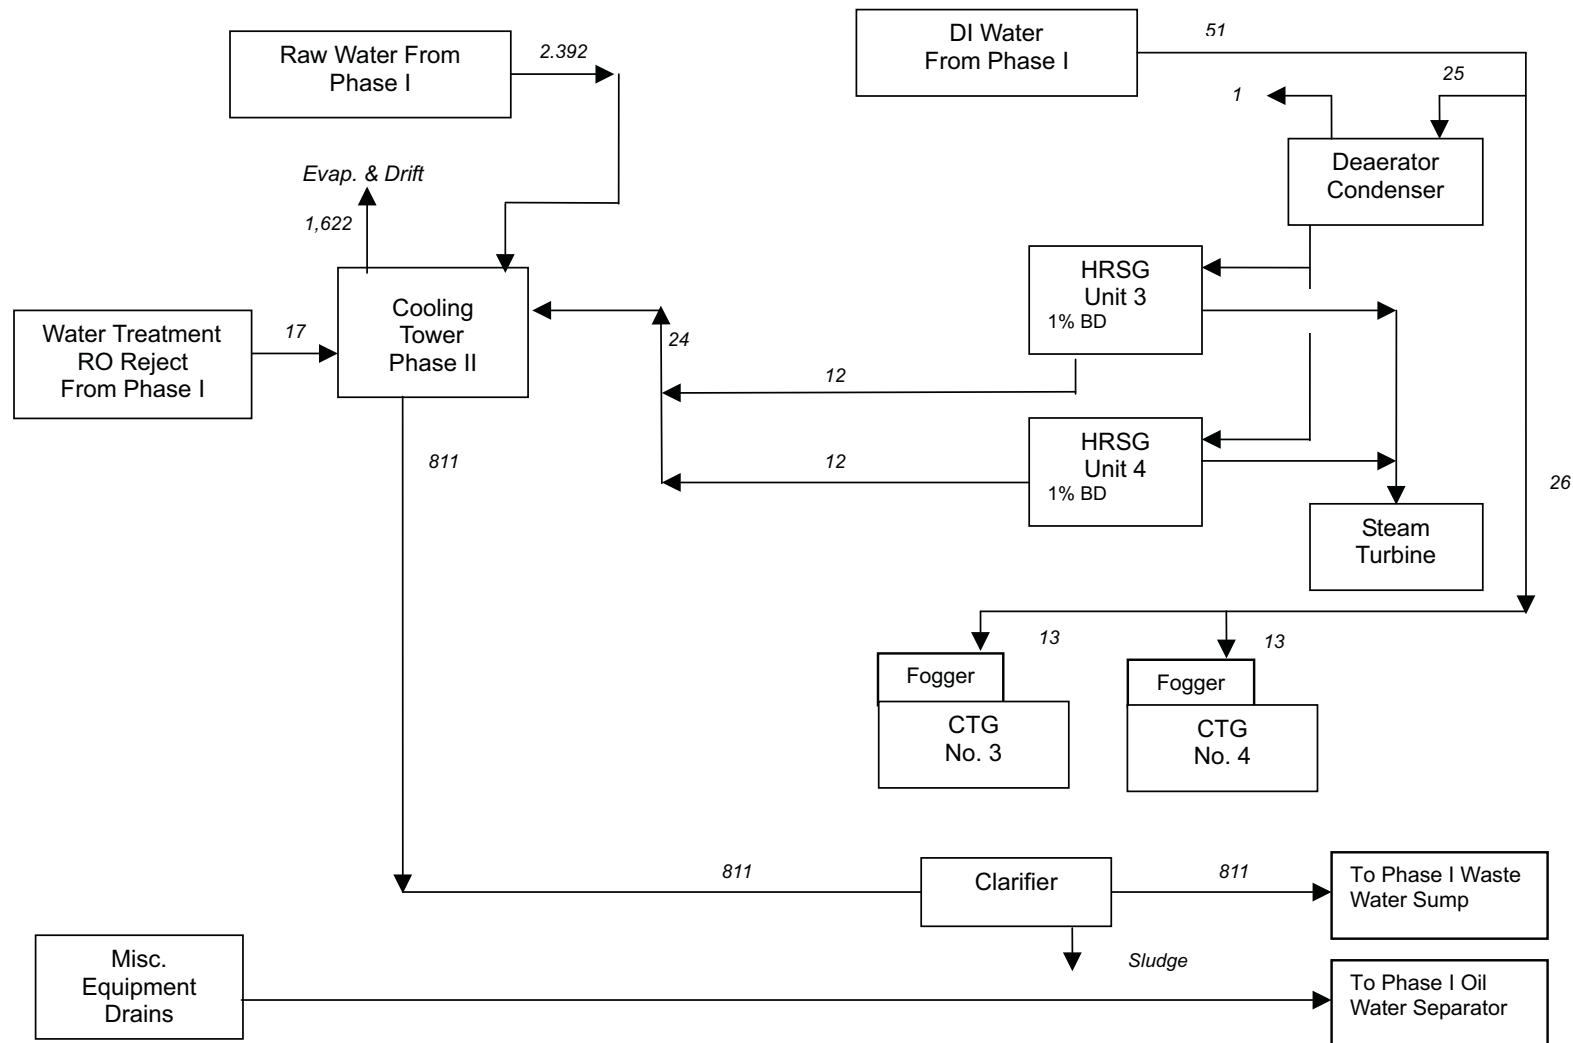 DI Water
From Phase I
51
Raw Water From
Phase I
2.392
25
1
Deaerator
Condenser
Evap. & Drift
1,622
HRSG
Unit 3
1% BD
Cooling
Tower
Phase II
Water Treatment
RO Reject
From Phase I
17
24
12
HRSG
Unit 4
1% BD
12
811
26
Steam
Turbine
13
13
Fogger
CTG
No. 3
Fogger
CTG
No. 4
811
Clarifier
811
To Phase I Waste
Water Sump
Sludge
Misc.
Equipment
Drains
To Phase I Oil
Water Separator